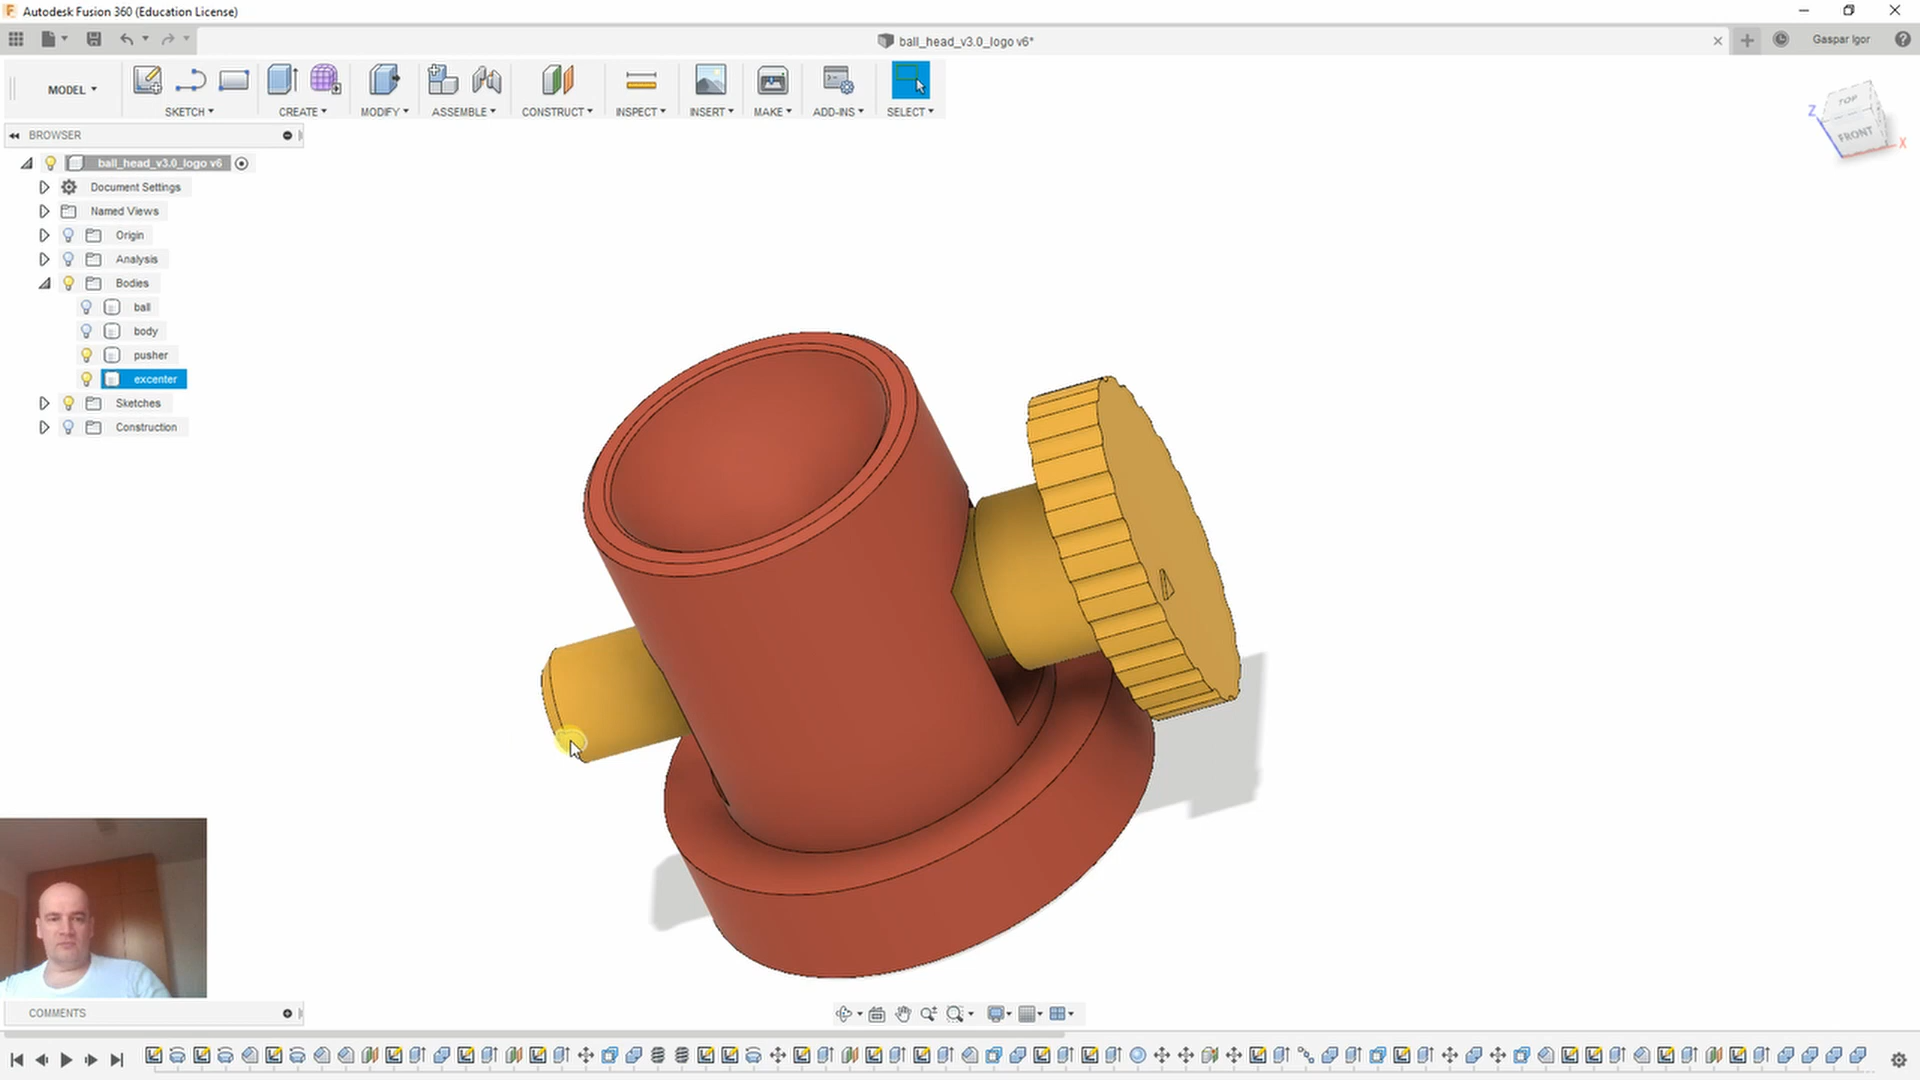 Autodesk Fusion 360 (Education License)
ball_head_v3.0_logo v6*
Gaspar Igor
MODEL
SKETCH
CREATE
MODIFY
ASSEMBLE
CONSTRUCT
INSPECT
INSERT
MAKE
ADD-INS
SELECT
BROWSER
ball_head_v3.0_logo v6
Document Settings
Named Views
Origin
Analysis
Bodies
ball
body
pusher
excenter
Sketches
Construction
TOP
FRONT
Z
X
COMMENTS